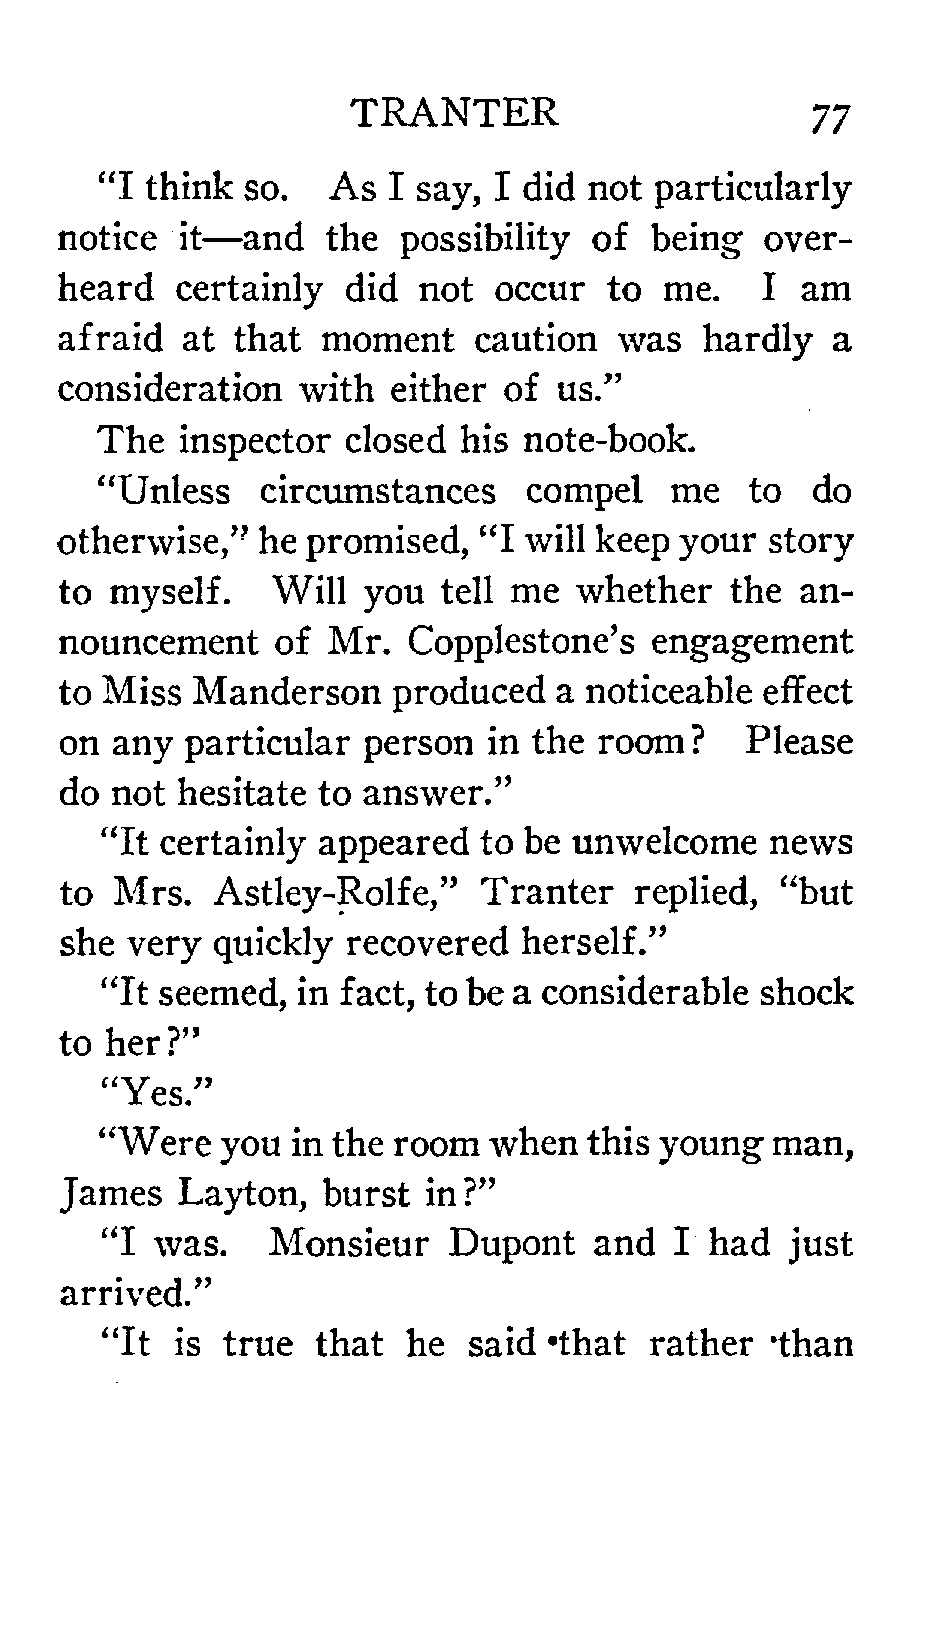 TRANTER 77
"I think so. As I say, I did not particularly
notice it—and the possibility of being over-
heard certainly did not occur to me. I am
afraid at that moment caution was hardly a
consideration with either of us."
The inspector closed his note-book.
"Unless circumstances compel me to do
otherwise," he promised, "I will keep your story
to myself. Will you tell me whether the an-
nouncement of Mr. Copplestone's engagement
to Miss Manderson produced a noticeable effect
on any particular person in the room? Please
do not hesitate to answer."
"It certainly appeared to be unwelcome news
to Mrs. Astley-Rolfe," Tranter replied, "but
she very quickly recovered herself."
"It seemed, in fact, to be a considerable shock
to her?"
"Yes."
"Were you in the room when this young man,
James Layton, burst in?"
"I was. Monsieur Dupont and I had just
arrived."
"It is true that he said that rather than